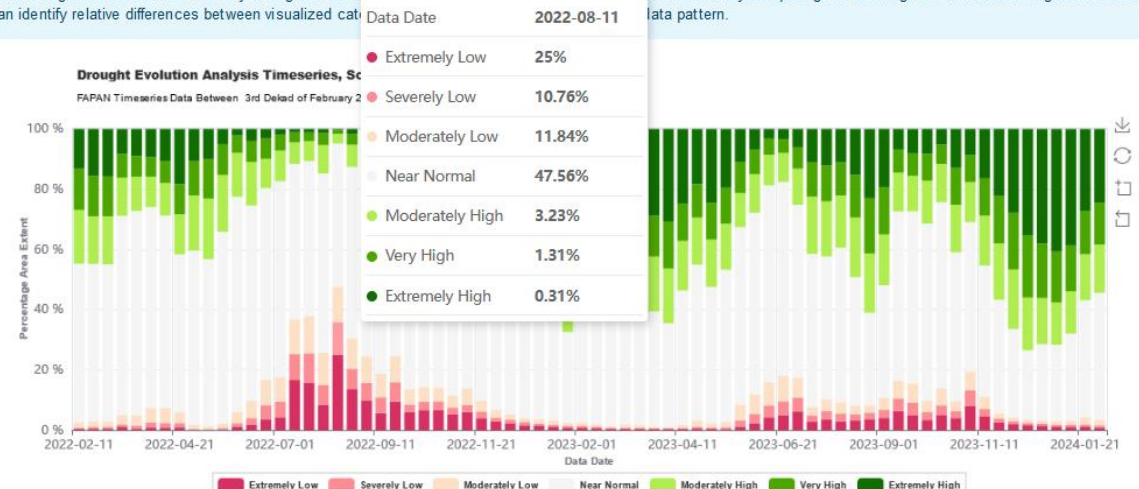 an identify relative differences between visualized cat
data pattern.
Data Date 2022-08-11
Extremely Low 25%
Severely Low 10.76%
Moderately Low 11.84%
Near Normal 47.56%
Moderately High 3.23%
Very High 1.31%
Extremely High 0.31%
Drought Evolution Analysis Timeseries, Sc
FAPAN Timeseries Data Between 3rd Dekad of February 2
Percentage Area Extent
100 %
80 %
60 %
40 %
20 %
0 %
2022-02-11 2022-04-21 2022-07-01 2022-09-11 2022-11-21 2023-02-01 2023-04-11 2023-06-21 2023-09-01 2023-11-11 2024-01-21
Data Date
Extremely Low Severely Low Moderately Low Near Normal Moderately High Very High Extremely High